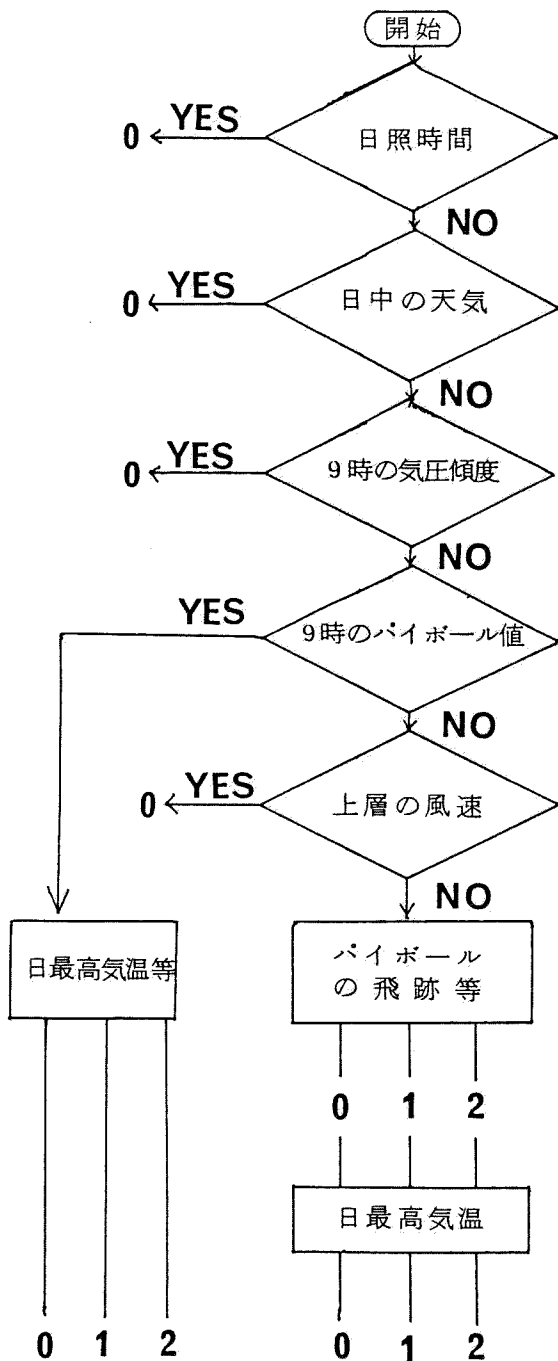 開始
日照時間
YES
0
NO
日中の天気
YES
0
NO
9時の気圧傾度
YES
0
NO
9時のパイボール値
YES
NO
上層の風速
YES
0
NO
日最高気温等
パイボール
の飛跡等
0 1 2
日最高気温
0 1 2
0 1 2